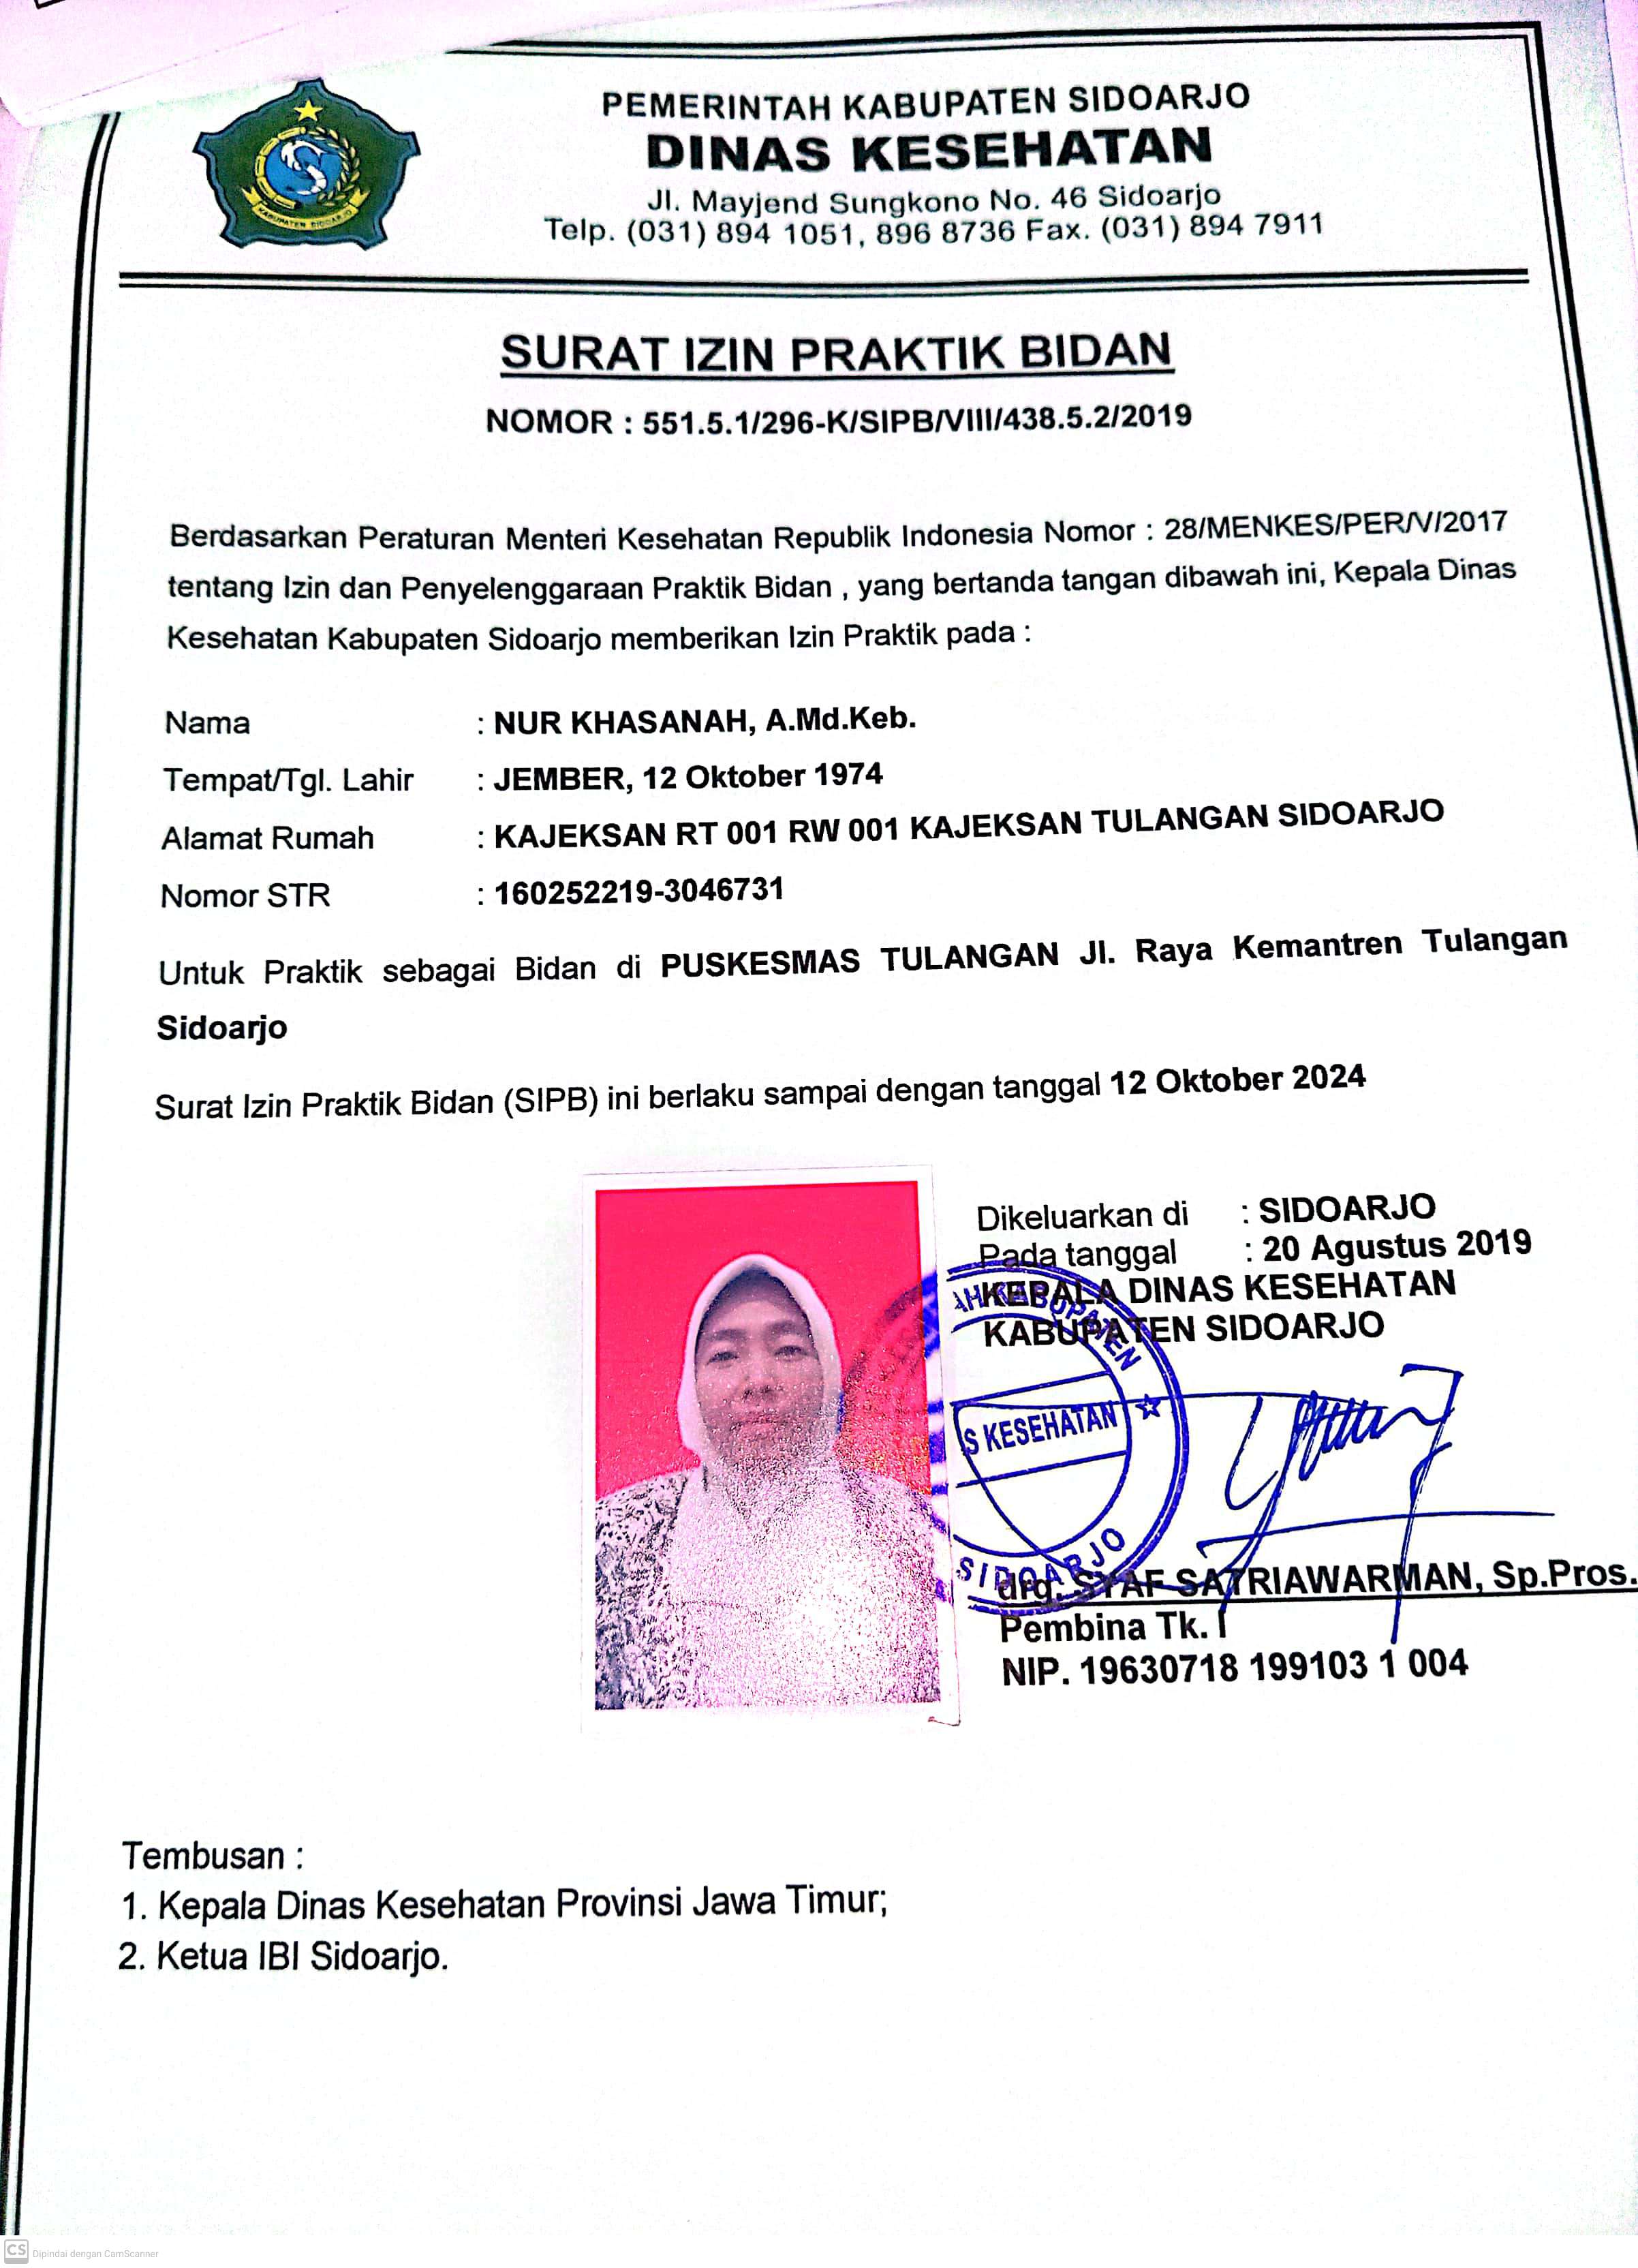 PEMERINTAH KABUPATEN SIDOARJO
DINAS KESEHATAN
Jl. Mayjend Sungkono No. 46 Sidoarjo
Telp. (031) 894 1051, 896 8736 Fax. (031) 894 7911
KABUPATEN SIDOARJO
SURAT IZIN PRAKTIK BIDAN
NOMOR : 551.5.1/296-K/SIPB/VIII/438.5.2/2019
Berdasarkan Peraturan Menteri Kesehatan Republik Indonesia Nomor : 28/MENKES/PER/V/2017
tentang Izin dan Penyelenggaraan Praktik Bidan , yang bertanda tangan dibawah ini, Kepala Dinas
Kesehatan Kabupaten Sidoarjo memberikan Izin Praktik pada :
Nama : NUR KHASANAH, A.Md.Keb.
Tempat/Tgl. Lahir : JEMBER, 12 Oktober 1974
Alamat Rumah : KAJEKSAN RT 001 RW 001 KAJEKSAN TULANGAN SIDOARJO
Nomor STR : 160252219-3046731
Untuk Praktik sebagai Bidan di PUSKESMAS TULANGAN Jl. Raya Kemantren Tulangan
Sidoarjo
Surat Izin Praktik Bidan (SIPB) ini berlaku sampai dengan tanggal 12 Oktober 2024
Dikeluarkan di : SIDOARJO
Pada tanggal : 20 Agustus 2019
KEPALA DINAS KESEHATAN
KABUPATEN SIDOARJO
AH KABUPATEN
S KESEHATAN
SIDOARJO
drg. SYAF SATRIAWARMAN, Sp.Pros.
Pembina Tk. I
NIP. 19630718 199103 1 004
Tembusan :
1. Kepala Dinas Kesehatan Provinsi Jawa Timur;
2. Ketua IBI Sidoarjo.
CS Dipindai dengan CamScanner